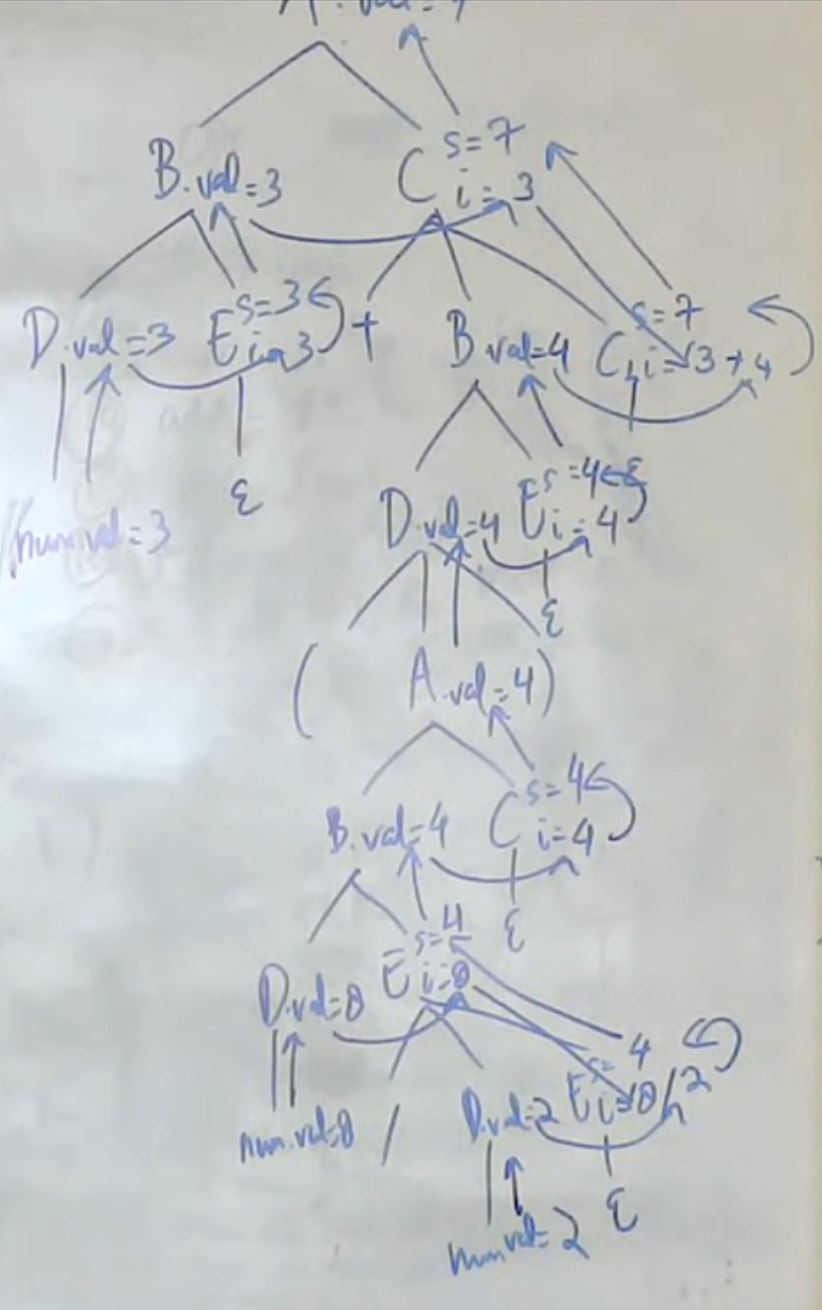 A.val=7
s=7
B.val=3 C i=3
s=3 s=7
D.val=3 E i=3 + B.val=4 C i=3+4
s=4 ε
num.val=3 ε D.val=4 E i=4
ε
( A.val=4 )
s=4
B.val=4 C i=4
s=4 ε
D.val=8 E i=8
s=4
num.val=8 / D.val=2 E i=8/2
num.val=2 ε